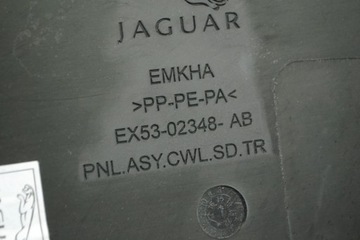 JAGUAR
EMKHA
>PP-PE-PA<
EX53-02348- AB
PNL.ASY.CWL.SD.TR